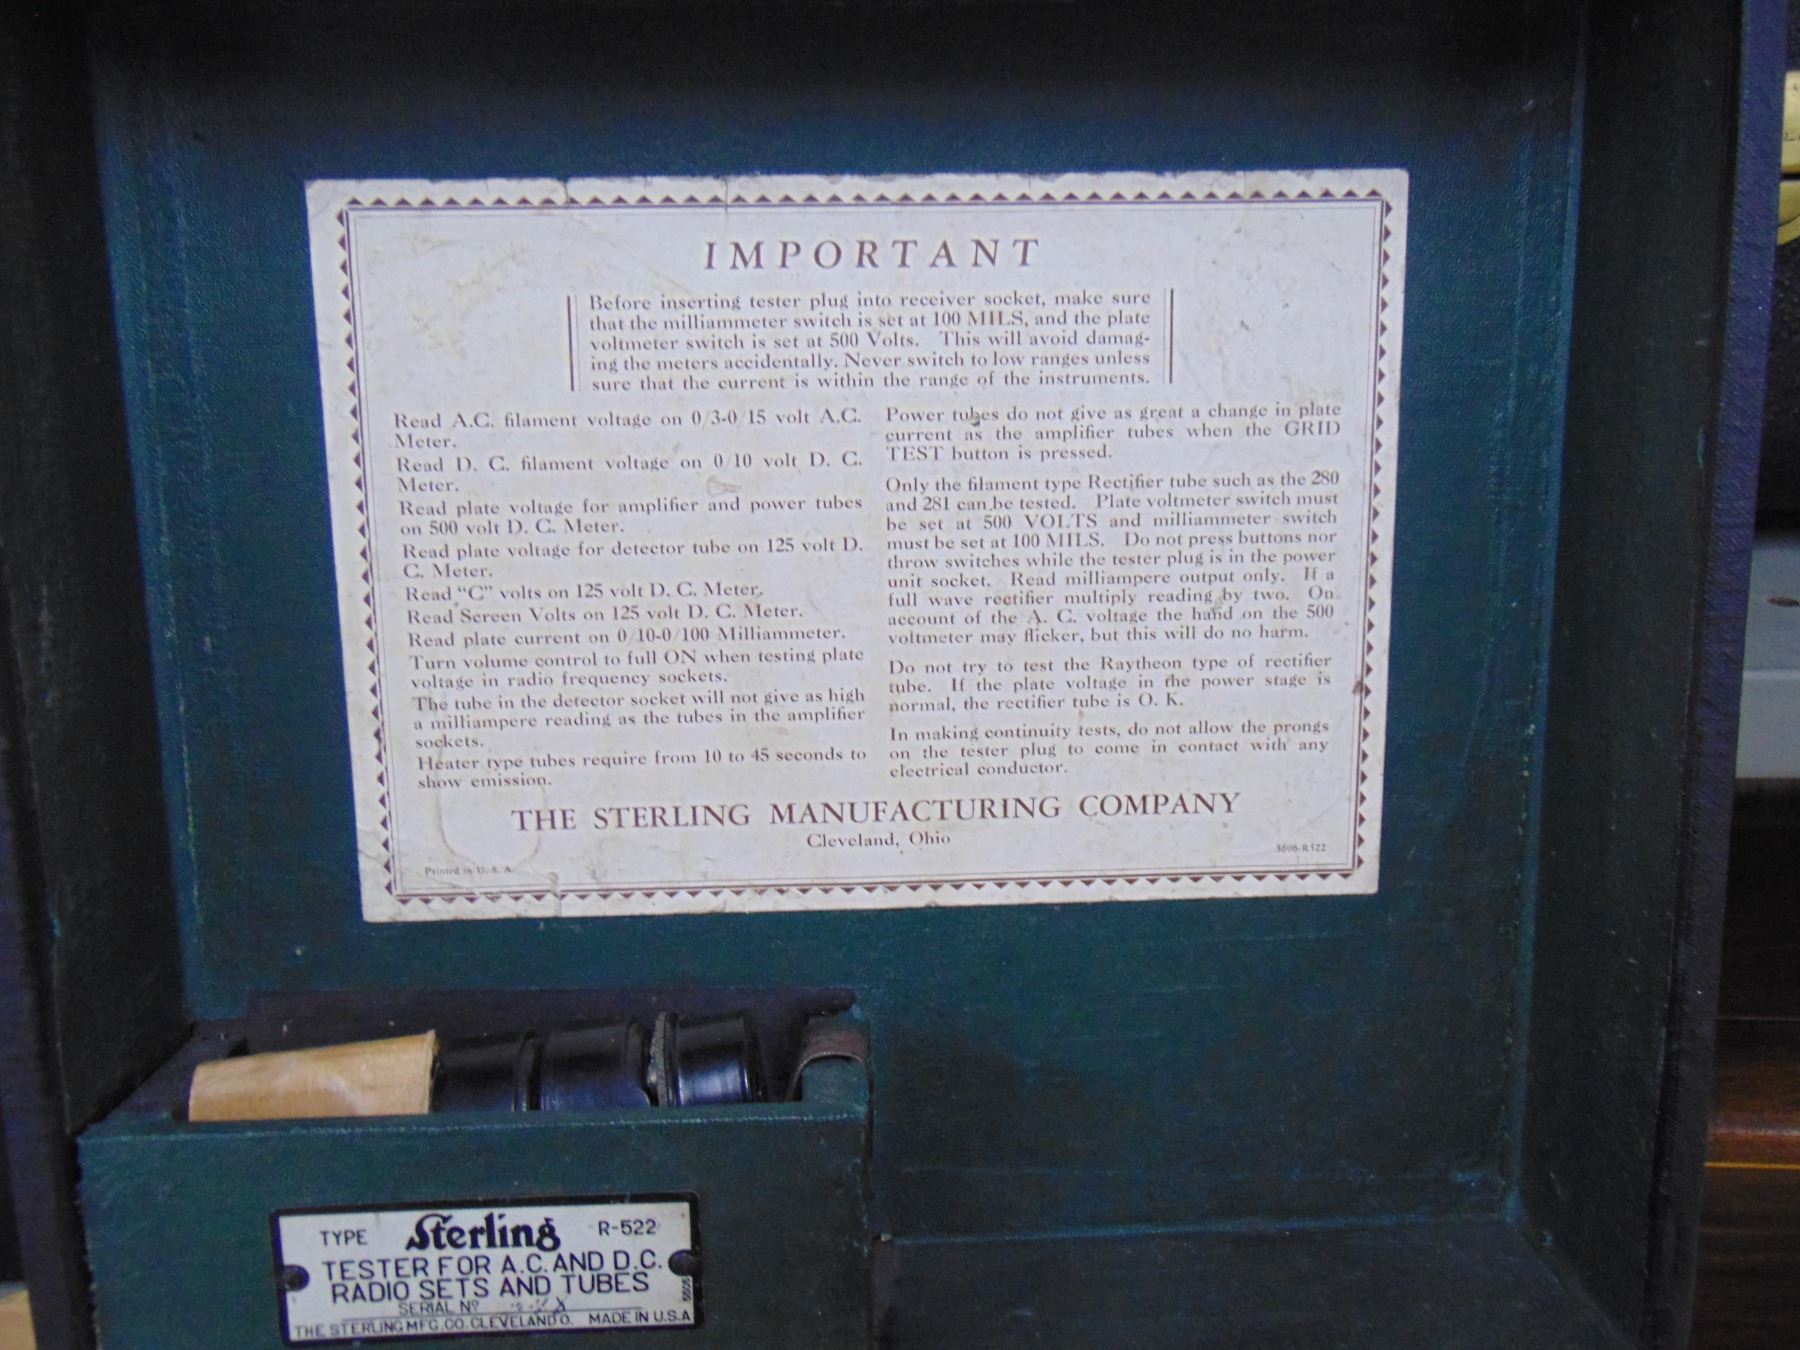 IMPORTANT
Before inserting tester plug into receiver socket, make sure
that the milliammeter switch is set at 100 MILS, and the plate
voltmeter switch is set at 500 Volts. This will avoid damag-
ing the meters accidentally. Never switch to low ranges unless
sure that the current is within the range of the instruments.
Read A.C. filament voltage on 0/3-0/15 volt A.C.
Meter.
Read D. C. filament voltage on 0/10 volt D. C.
Meter.
Read plate voltage for amplifier and power tubes
on 500 volt D. C. Meter.
Read plate voltage for detector tube on 125 volt D.
C. Meter.
Read "C" volts on 125 volt D. C. Meter.
Read Screen Volts on 125 volt D. C. Meter.
Read plate current on 0/10-0/100 Milliammeter.
Turn volume control to full ON when testing plate
voltage in radio frequency sockets.
The tube in the detector socket will not give as high
a milliampere reading as the tubes in the amplifier
sockets.
Heater type tubes require from 10 to 45 seconds to
show emission.
Power tubes do not give as great a change in plate
current as the amplifier tubes when the GRID
TEST button is pressed.
Only the filament type Rectifier tube such as the 280
and 281 can be tested. Plate voltmeter switch must
be set at 500 VOLTS and milliammeter switch
must be set at 100 MILS. Do not press buttons nor
throw switches while the tester plug is in the power
unit socket. Read milliampere output only. If a
full wave rectifier multiply reading by two. On
account of the A. C. voltage the hand on the 500
voltmeter may flicker, but this will do no harm.
Do not try to test the Raytheon type of rectifier
tube. If the plate voltage in the power stage is
normal, the rectifier tube is O. K.
In making continuity tests, do not allow the prongs
on the tester plug to come in contact with any
electrical conductor.
THE STERLING MANUFACTURING COMPANY
Cleveland, Ohio
Printed in U. S. A.
5606-R522
TYPE Sterling R-522
TESTER FOR A.C. AND D.C.
RADIO SETS AND TUBES
SERIAL Nº
THE STERLING MFG. CO. CLEVELAND O. MADE IN U.S.A